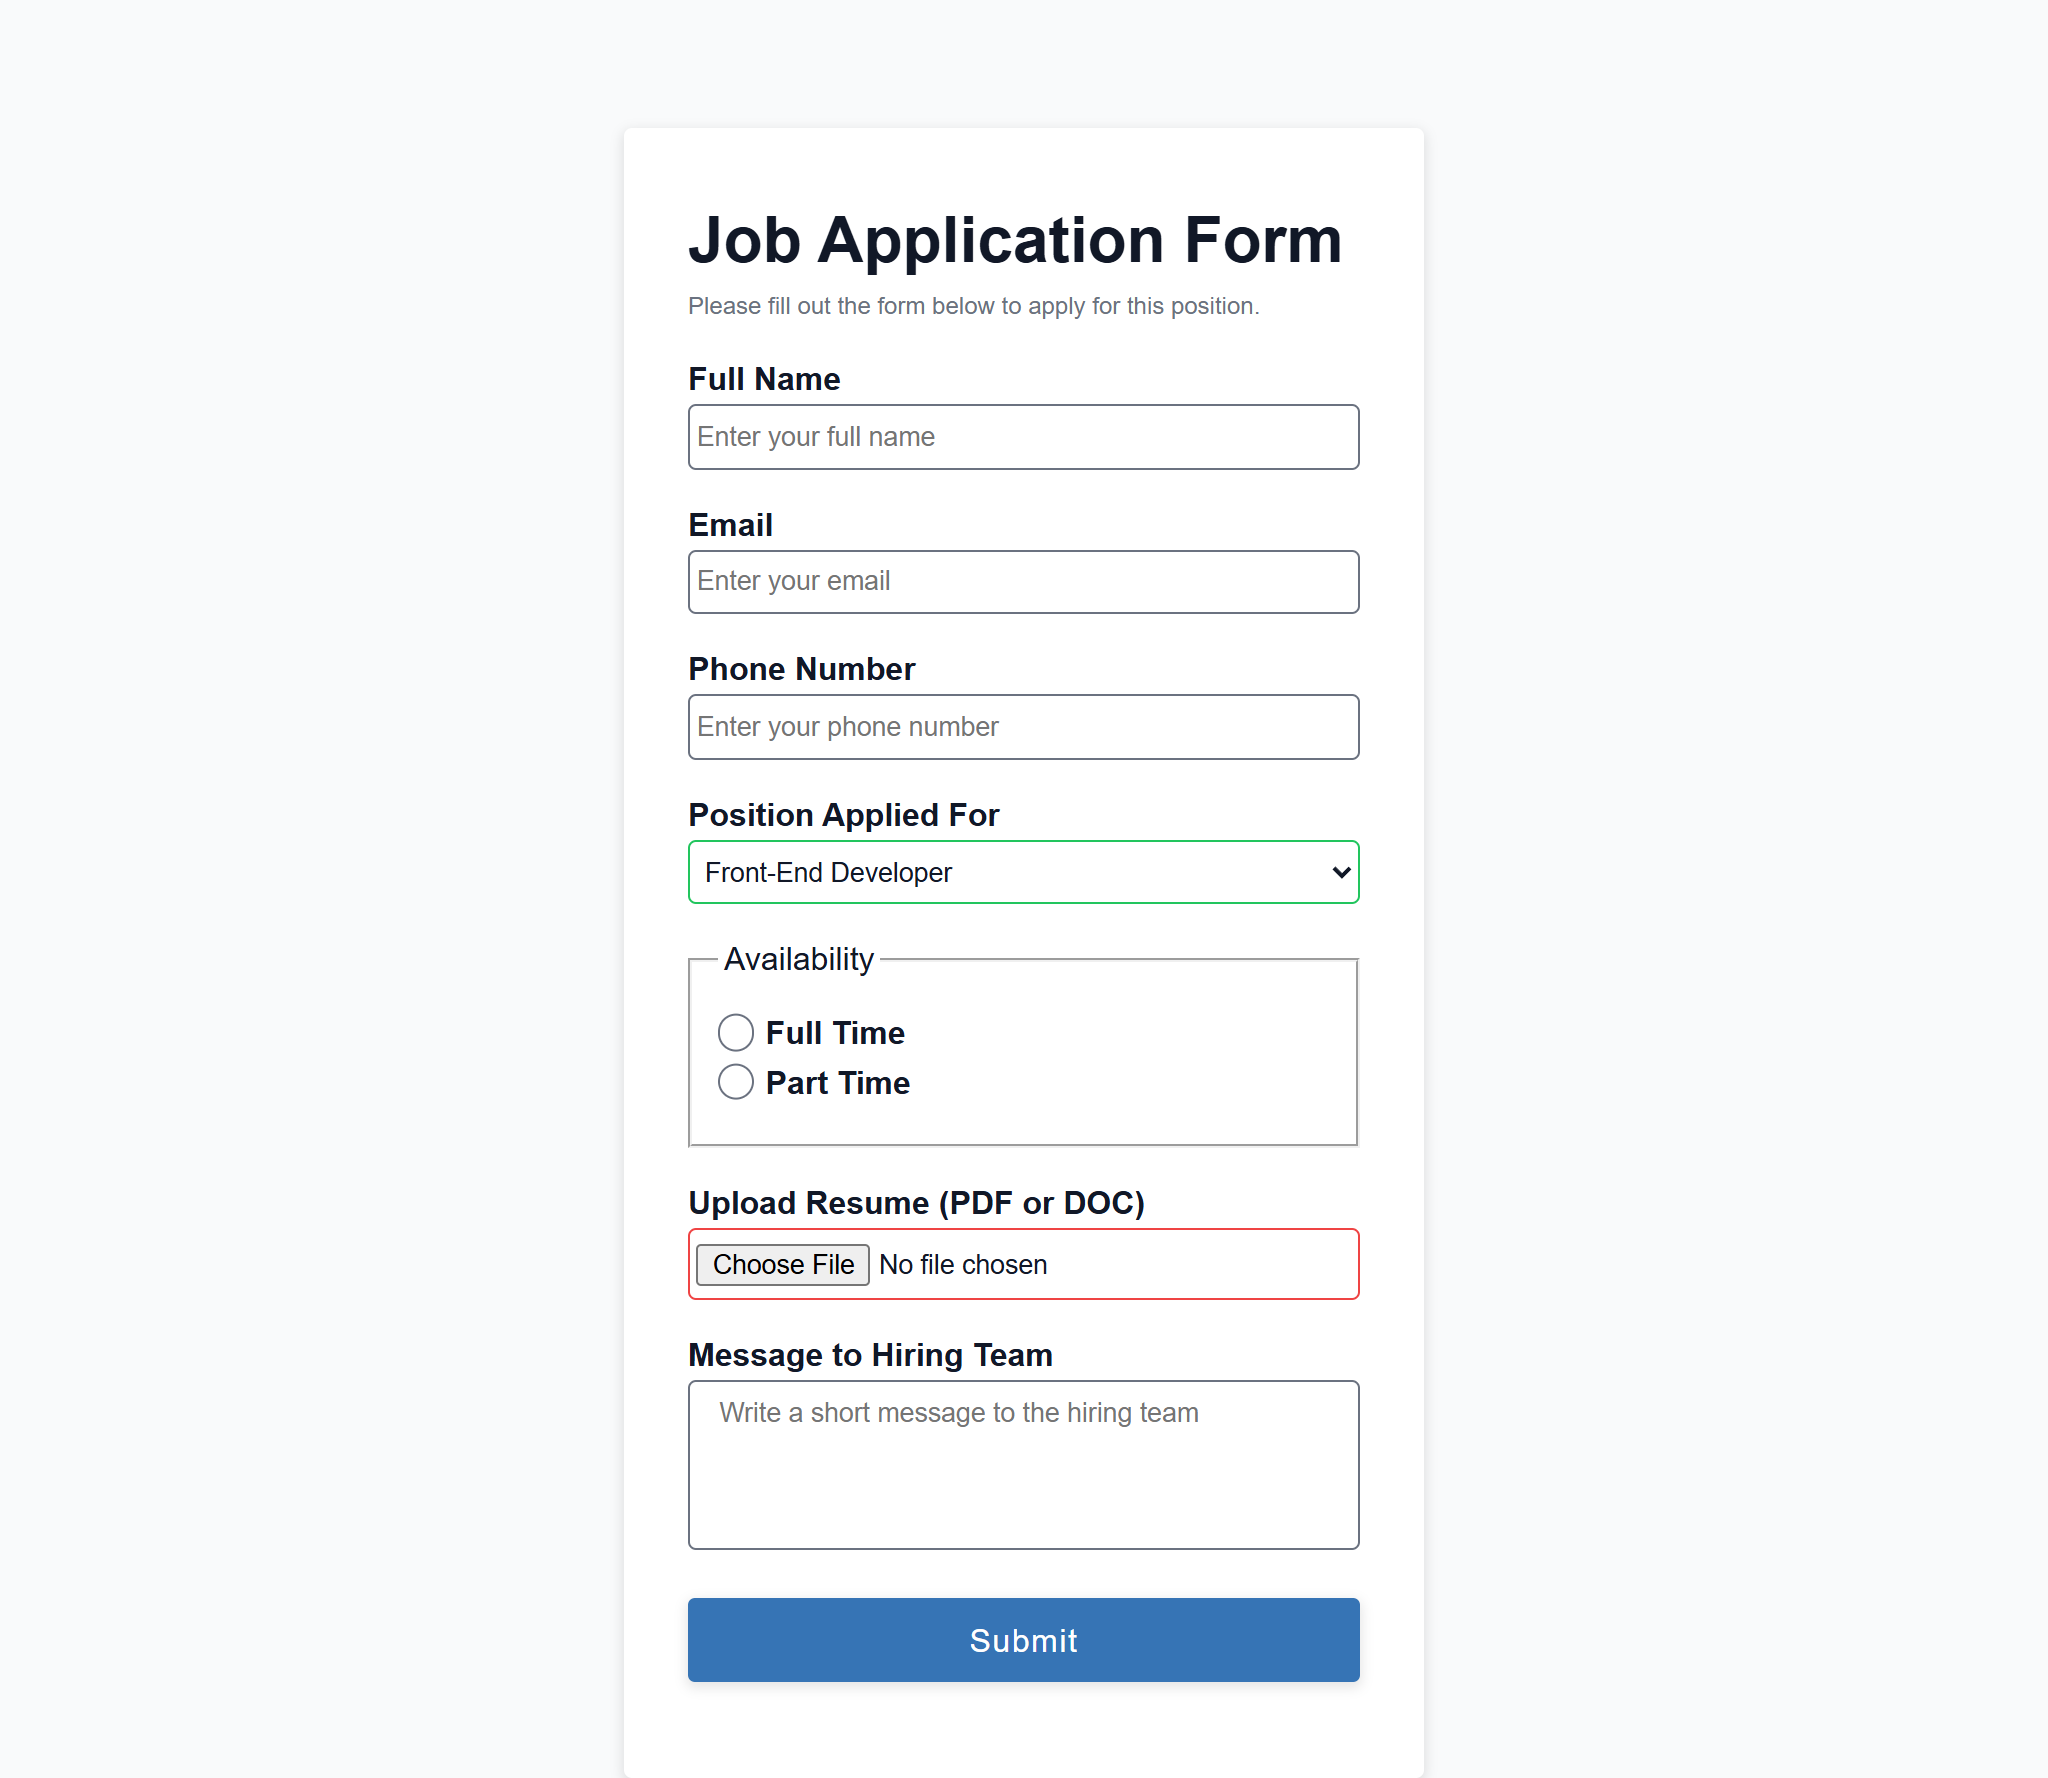 Job Application Form
Please fill out the form below to apply for this position.
Full Name
Enter your full name
Email
Enter your email
Phone Number
Enter your phone number
Position Applied For
Front-End Developer
Availability
Full Time
Part Time
Upload Resume (PDF or DOC)
Choose File No file chosen
Message to Hiring Team
Write a short message to the hiring team
Submit